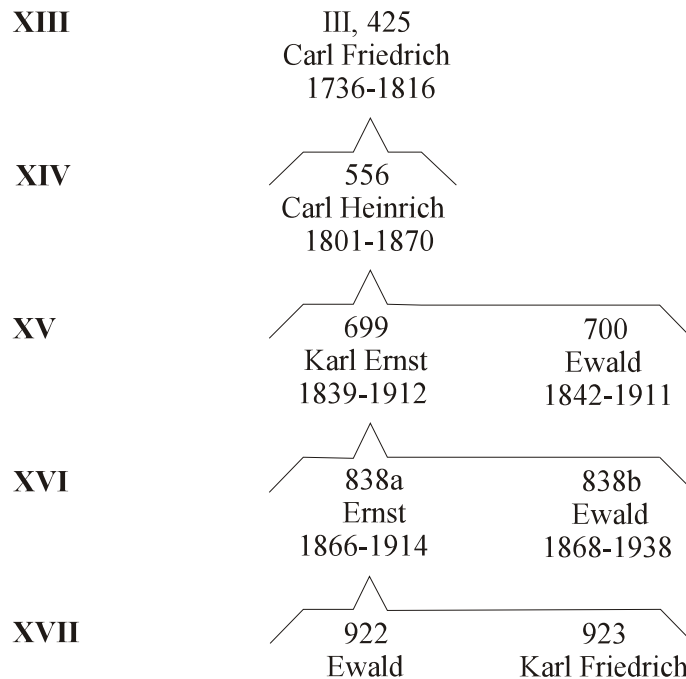 XIII III, 425
Carl Friedrich
1736-1816
XIV 556
Carl Heinrich
1801-1870
XV 699 700
Karl Ernst Ewald
1839-1912 1842-1911
XVI 838a 838b
Ernst Ewald
1866-1914 1868-1938
XVII 922 923
Ewald Karl Friedrich